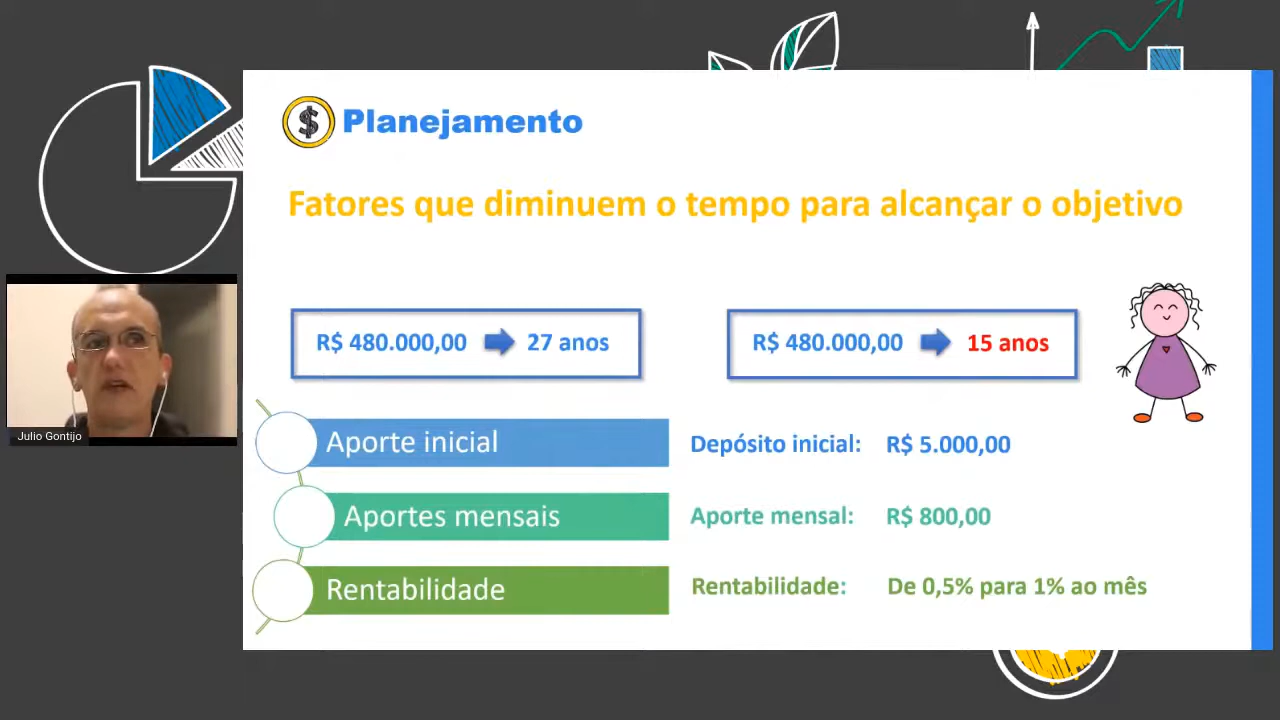 $ Planejamento
Fatores que diminuem o tempo para alcançar o objetivo
R$ 480.000,00 27 anos
R$ 480.000,00 15 anos
Julio Gontijo
Aporte inicial
Depósito inicial: R$ 5.000,00
Aportes mensais
Aporte mensal: R$ 800,00
Rentabilidade
Rentabilidade: De 0,5% para 1% ao mês